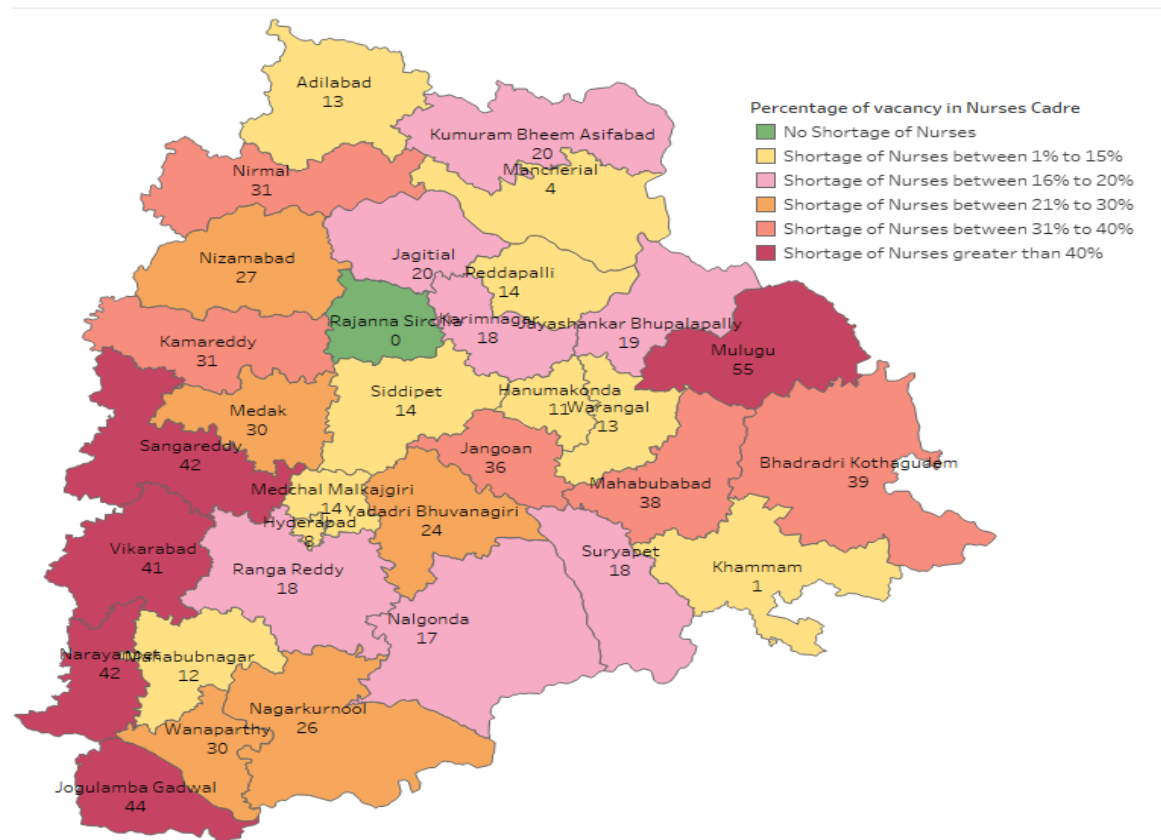 Adilabad
13
Percentage of vacancy in Nurses Cadre
No Shortage of Nurses
Shortage of Nurses between 1% to 15%
Shortage of Nurses between 16% to 20%
Shortage of Nurses between 21% to 30%
Shortage of Nurses between 31% to 40%
Shortage of Nurses greater than 40%
Kumuram Bheem Asifabad
20
Nirmal
31
Mancherial
4
Nizamabad
27
Jagitial
20
Peddapalli
14
Rajanna Sircilla
0
Karimnagar
18
Jayashankar Bhupalapally
19
Mulugu
55
Kamareddy
31
Medak
30
Siddipet
14
Hanumakonda
11
Warangal
13
Sangareddy
42
Jangoan
36
Mahabubabad
38
Bhadradri Kothagudem
39
Medchal Malkajgiri
14
Hyderabad
8
Yadadri Bhuvanagiri
24
Vikarabad
41
Ranga Reddy
18
Suryapet
18
Khammam
1
Nalgonda
17
Narayanpet
42
Mahabubnagar
12
Nagarkurnool
26
Wanaparthy
30
Jogulamba Gadwal
44